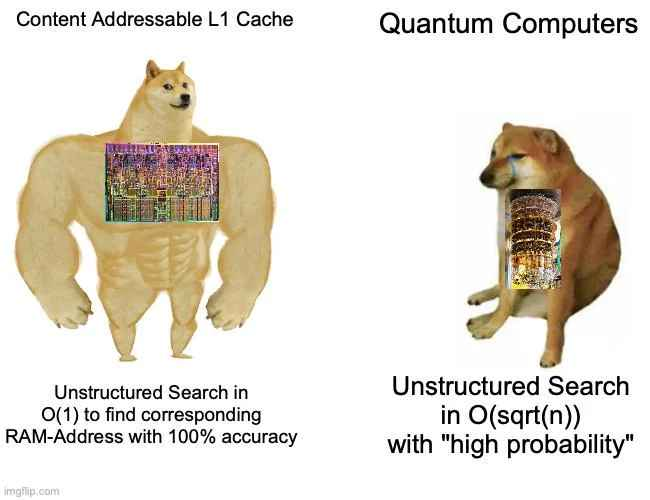 Content Addressable L1 Cache
Quantum Computers
Unstructured Search in
O(1) to find corresponding
RAM-Address with 100% accuracy
Unstructured Search
in O(sqrt(n))
with "high probability"
imgflip.com